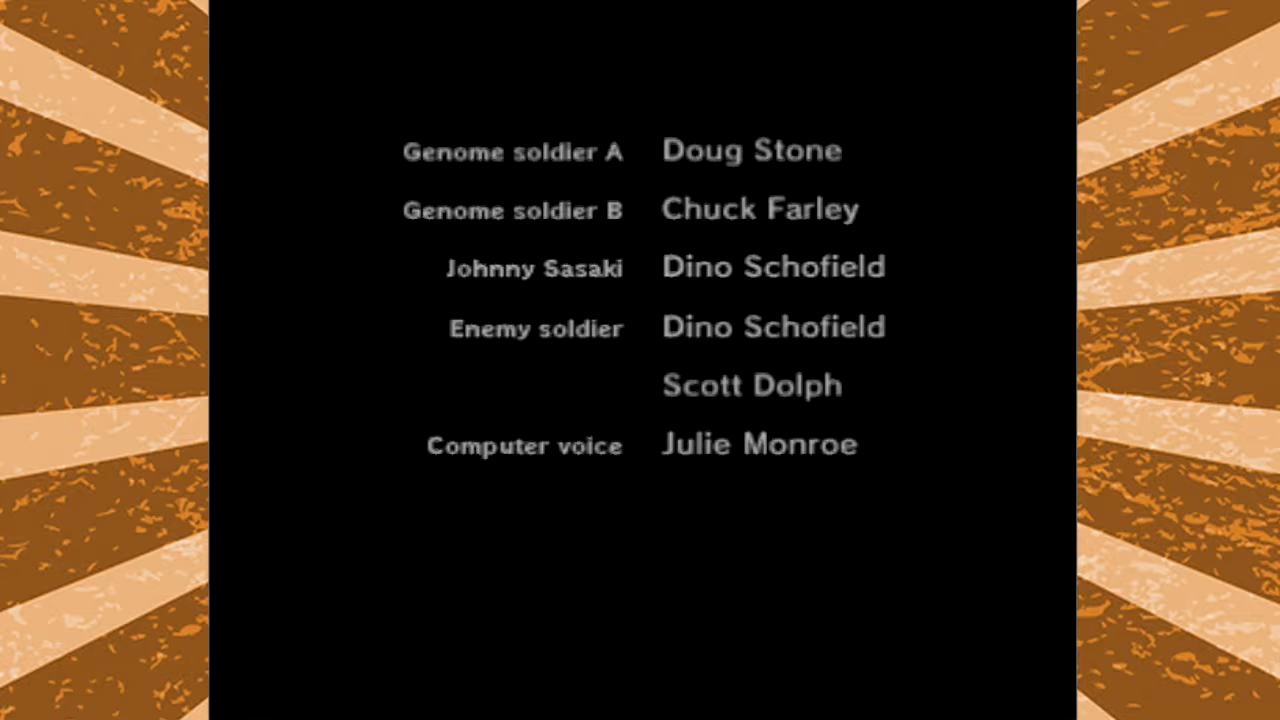 Genome soldier A Doug Stone
Genome soldier B Chuck Farley
Johnny Sasaki Dino Schofield
Enemy soldier Dino Schofield
Scott Dolph
Computer voice Julie Monroe